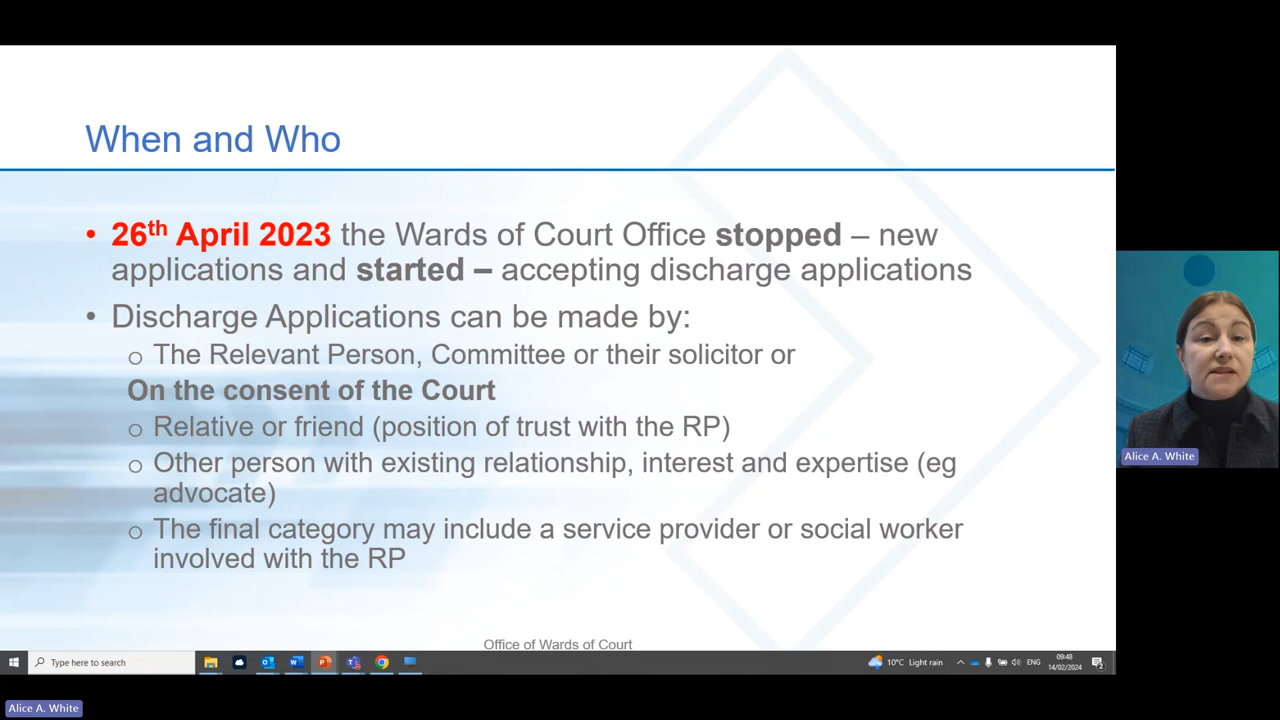 When and Who
• 26th April 2023 the Wards of Court Office stopped – new
applications and started – accepting discharge applications
• Discharge Applications can be made by:
o The Relevant Person, Committee or their solicitor or
On the consent of the Court
o Relative or friend (position of trust with the RP)
o Other person with existing relationship, interest and expertise (eg
advocate)
o The final category may include a service provider or social worker
involved with the RP
Office of Wards of Court
Alice A. White
Type here to search
10°C Light rain
ENG
09:48
14/02/2024
2
Alice A. White